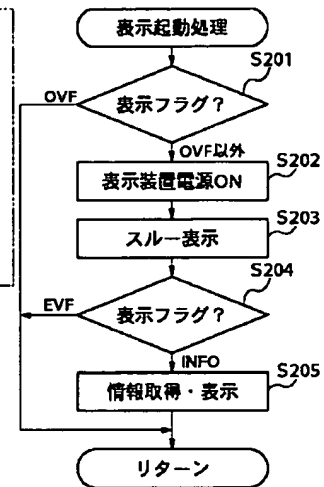 表示起動処理
S201
表示フラグ?
OVF
OVF以外
S202
表示装置電源ON
S203
スルー表示
S204
表示フラグ?
EVF
INFO
S205
情報取得・表示
リターン